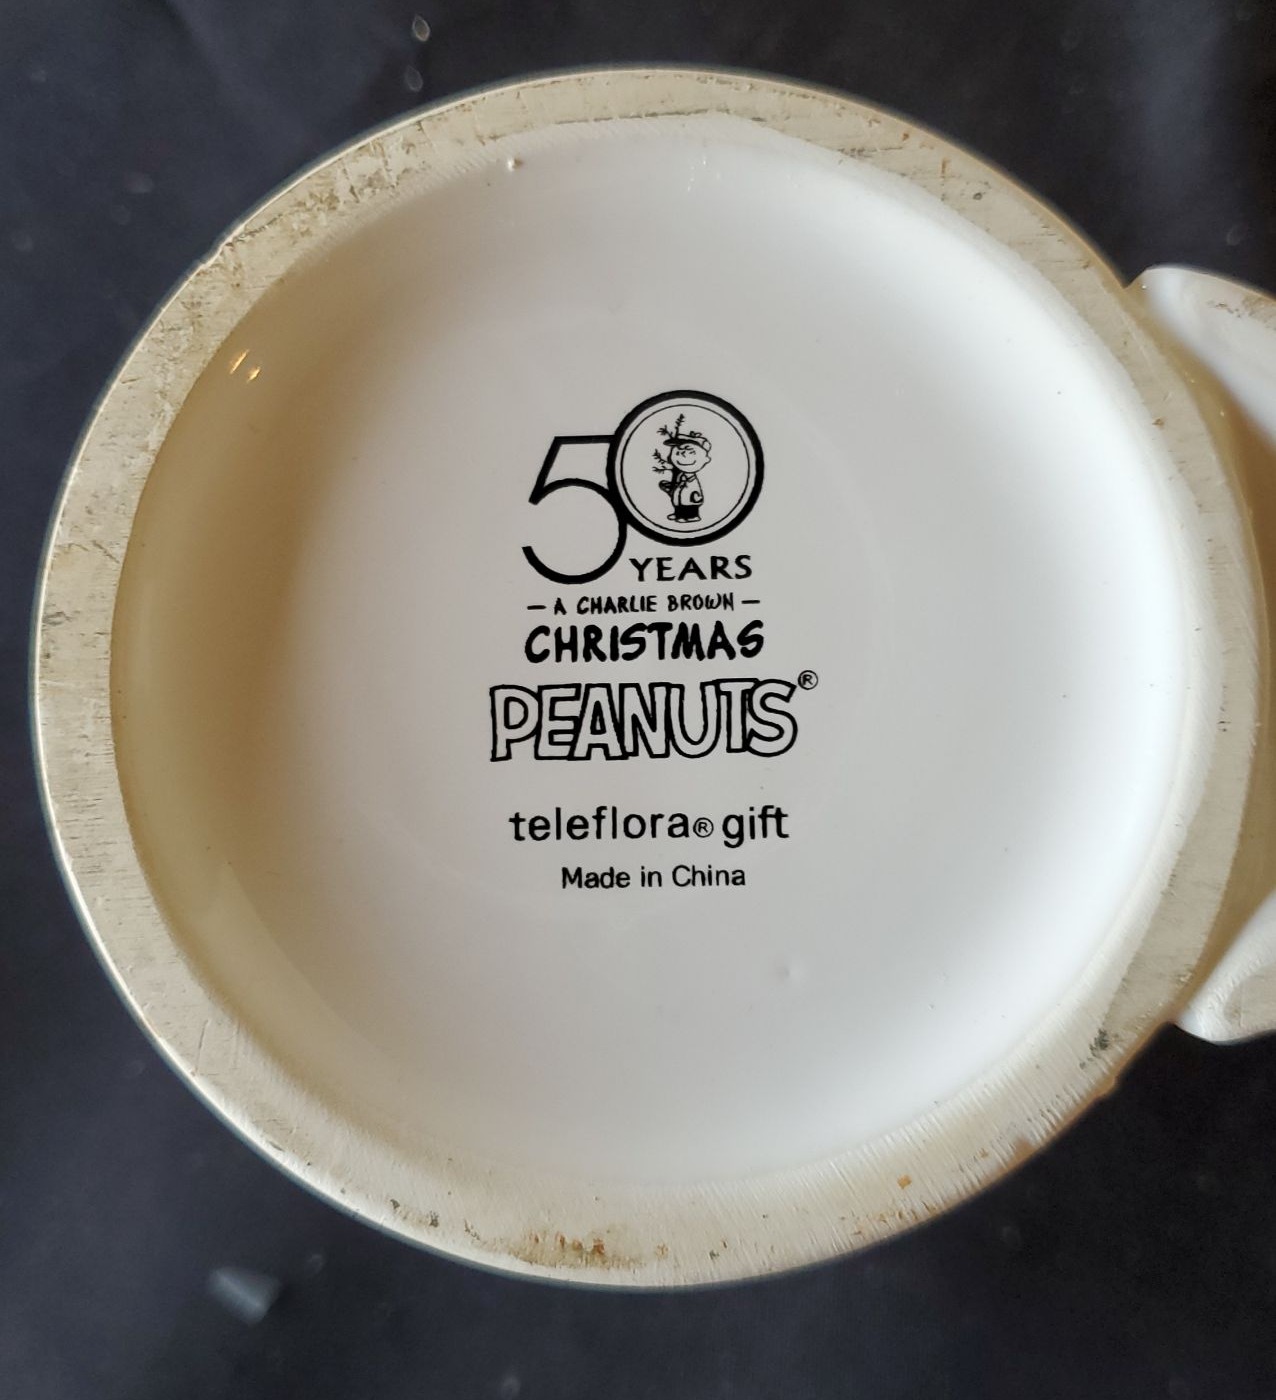 50
YEARS
– A CHARLIE BROWN –
CHRISTMAS
PEANUTS®
teleflora® gift
Made in China